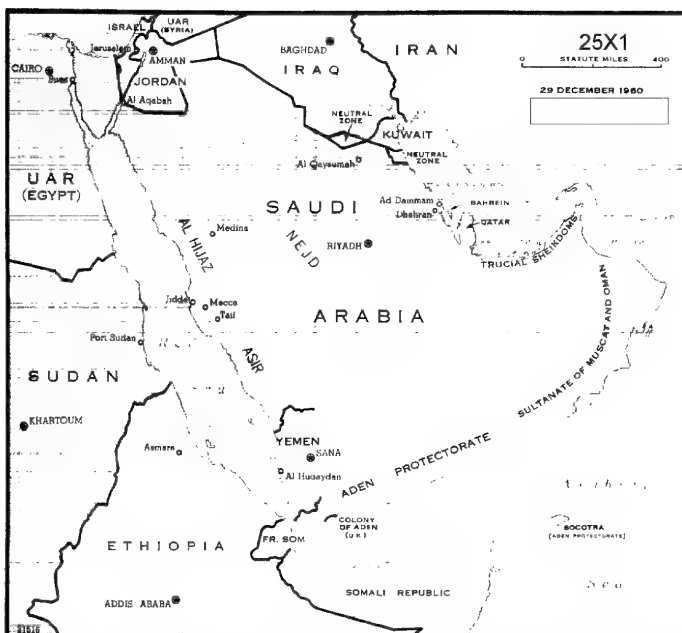 UAR
(SYRIA)
ISRAEL
Jerusalem
AMMAN
JORDAN
CAIRO
Suez
Al Aqabah
BAGHDAD
IRAQ
IRAN
25X1
0 STATUTE MILES 400
29 DECEMBER 1960
NEUTRAL
ZONE
KUWAIT
NEUTRAL
ZONE
Al Qaysumah
UAR
(EGYPT)
SAUDI
Ad Dammam
Dhahran
BAHREIN
QATAR
AL HIJAZ
Medina
NEJD
RIYADH
TRUCIAL SHEIKDOMS
Jidda
Mecca
Taif
ARABIA
Port Sudan
Red
ASIR
SULTANATE OF MUSCAT AND OMAN
SUDAN
KHARTOUM
YEMEN
SANA
Asmara
Al Hudaydah
ADEN PROTECTORATE
COLONY
OF ADEN
(U K)
FR. SOM.
SOCOTRA
(ADEN PROTECTORATE)
Sea
ETHIOPIA
SOMALI REPUBLIC
ADDIS ABABA
31516